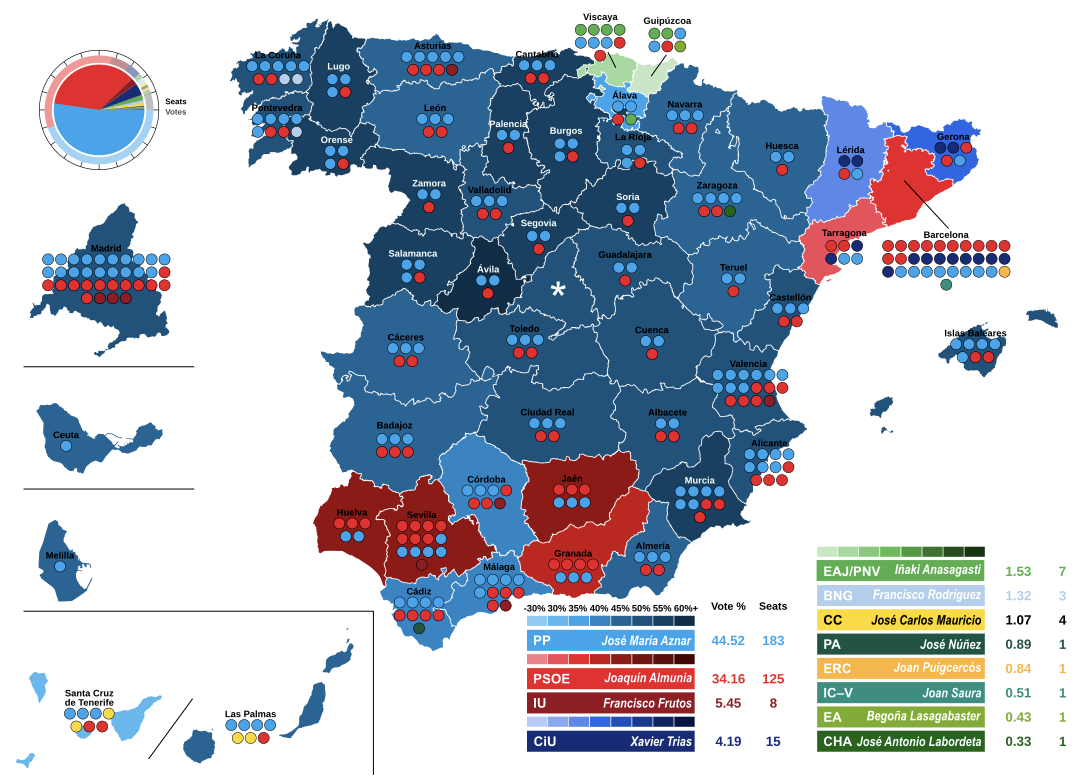 Viscaya
Guipúzcoa
La Coruña
Lugo
Asturias
Cantabria
Seats
Votes
Pontevedra
León
Palencia
Burgos
Álava
Navarra
Orense
La Rioja
Huesca
Lérida
Gerona
Zamora
Valladolid
Soria
Zaragoza
Segovia
Tarragona
Barcelona
Madrid
Salamanca
Ávila
Guadalajara
Teruel
*
Castellón
Cáceres
Toledo
Cuenca
Islas Baleares
Valencia
Ceuta
Badajoz
Ciudad Real
Albacete
Alicante
Córdoba
Jaén
Murcia
Huelva
Sevilla
Melilla
Granada
Almería
Málaga
Cádiz
Santa Cruz
de Tenerife
Las Palmas
-30% 30% 35% 40% 45% 50% 55% 60%+ Vote % Seats
PP José Maria Aznar 44.52 183
PSOE Joaquín Almunia 34.16 125
IU Francisco Frutos 5.45 8
CiU Xavier Trias 4.19 15
EAJ/PNV Iñaki Anasagasti 1.53 7
BNG Francisco Rodríguez 1.32 3
CC José Carlos Mauricio 1.07 4
PA José Núñez 0.89 1
ERC Joan Puigcercós 0.84 1
IC–V Joan Saura 0.51 1
EA Begoña Lasagabaster 0.43 1
CHA José Antonio Labordeta 0.33 1